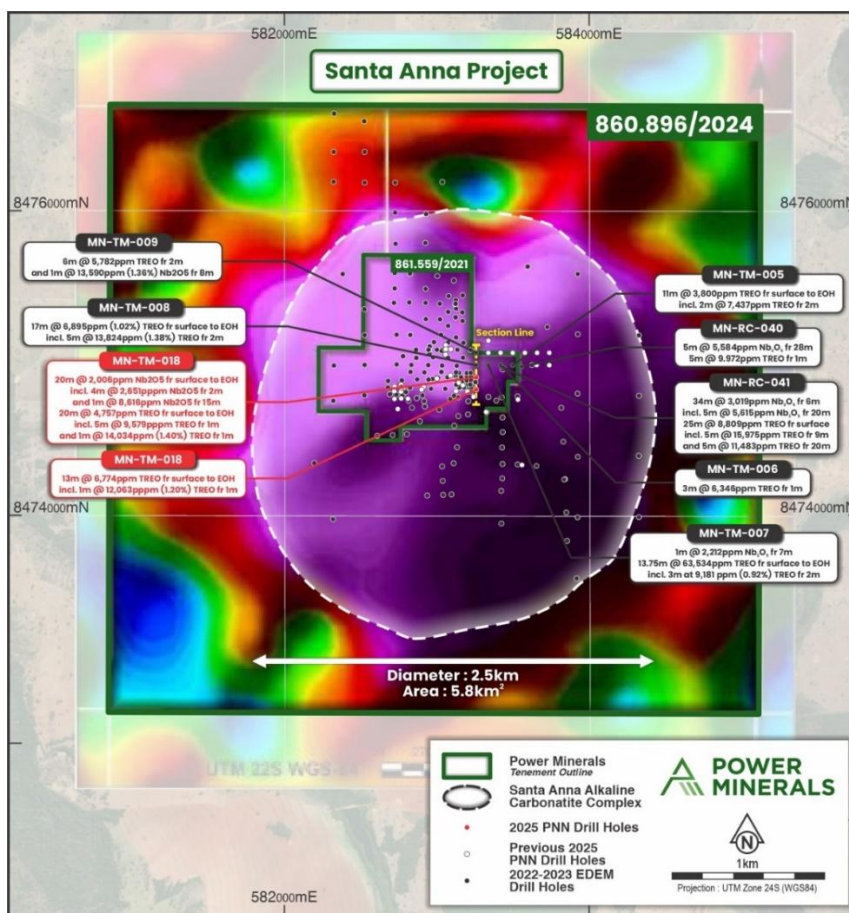 582000mE
584000mE
Santa Anna Project
860.896/2024
8476000mN
8476000mN
861.559/2021
MN-TM-009
6m @ 5,782ppm TREO fr 2m
and 1m @ 13,590ppm (1.36%) Nb2O5 fr 8m
MN-TM-008
17m @ 6,895ppm (1.02%) TREO fr surface to EOH
incl. 5m @ 13,824ppm (1.38%) TREO fr 2m
MN-TM-018
20m @ 2,006ppm Nb2O5 fr surface to EOH
incl. 4m @ 2,651ppm Nb2O5 fr 2m
and 1m @ 8,616ppm Nb2O5 fr 15m
20m @ 4,757ppm TREO fr surface to EOH
incl. 5m @ 9,579ppm TREO fr 1m
and 1m @ 14,034ppm (1.40%) TREO fr 1m
MN-TM-018
13m @ 6,774ppm TREO fr surface to EOH
incl. 1m @ 12,063pppm (1.20%) TREO fr 1m
Section Line
MN-TM-005
11m @ 3,800ppm TREO fr surface to EOH
incl. 2m @ 7,437ppm TREO fr 2m
MN-RC-040
5m @ 5,584ppm Nb₂O, fr 28m
5m @ 9.972ppm TREO fr 1m
MN-RC-041
34m @ 3,019ppm Nb₂O, fr 6m
incl. 5m @ 5,615ppm Nb₂O, fr 20m
25m @ 8,809ppm TREO fr surface
incl. 5m @ 15,975ppm TREO fr 9m
and 5m @ 11,483ppm TREO fr 20m
MN-TM-006
3m @ 6,346ppm TREO fr 1m
MN-TM-007
1m @ 2,212ppm Nb₂O, fr 7m
13.75m @ 63,534ppm TREO fr surface to EOH
incl. 3m at 9,181 ppm (0.92%) TREO fr 2m
8474000mN
8474000mN
Diameter : 2.5km
Area : 5.8km²
UTM 22S WGS-84
Power Minerals
Tenement Outline
Santa Anna Alkaline
Carbonatite Complex
2025 PNN Drill Holes
Previous 2025
PNN Drill Holes
2022-2023 EDEM
Drill Holes
POWER
MINERALS
N
1km
Projection : UTM Zone 24S (WGS84)
582000mE